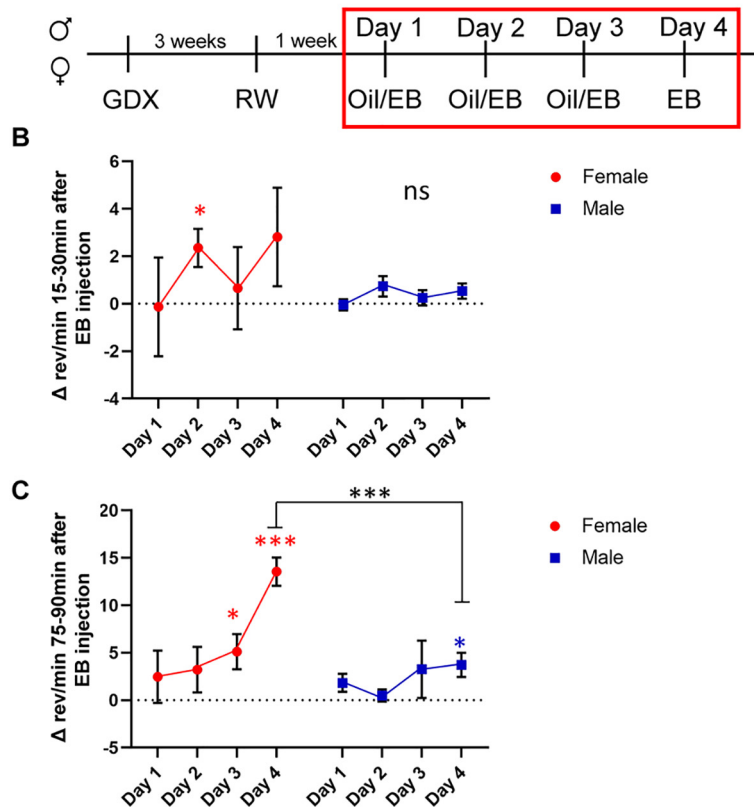 ♂ 3 weeks 1 week Day 1 Day 2 Day 3 Day 4
♀ GDX RW Oil/EB Oil/EB Oil/EB EB
B
Δ rev/min 15-30min after
EB injection
6
4
2
0
-2
-4
*
ns
Female
Male
Day 1 Day 2 Day 3 Day 4 Day 1 Day 2 Day 3 Day 4
C
Δ rev/min 75-90min after
EB injection
20
15
10
5
0
-5
***
***
*
*
Female
Male
Day 1 Day 2 Day 3 Day 4 Day 1 Day 2 Day 3 Day 4